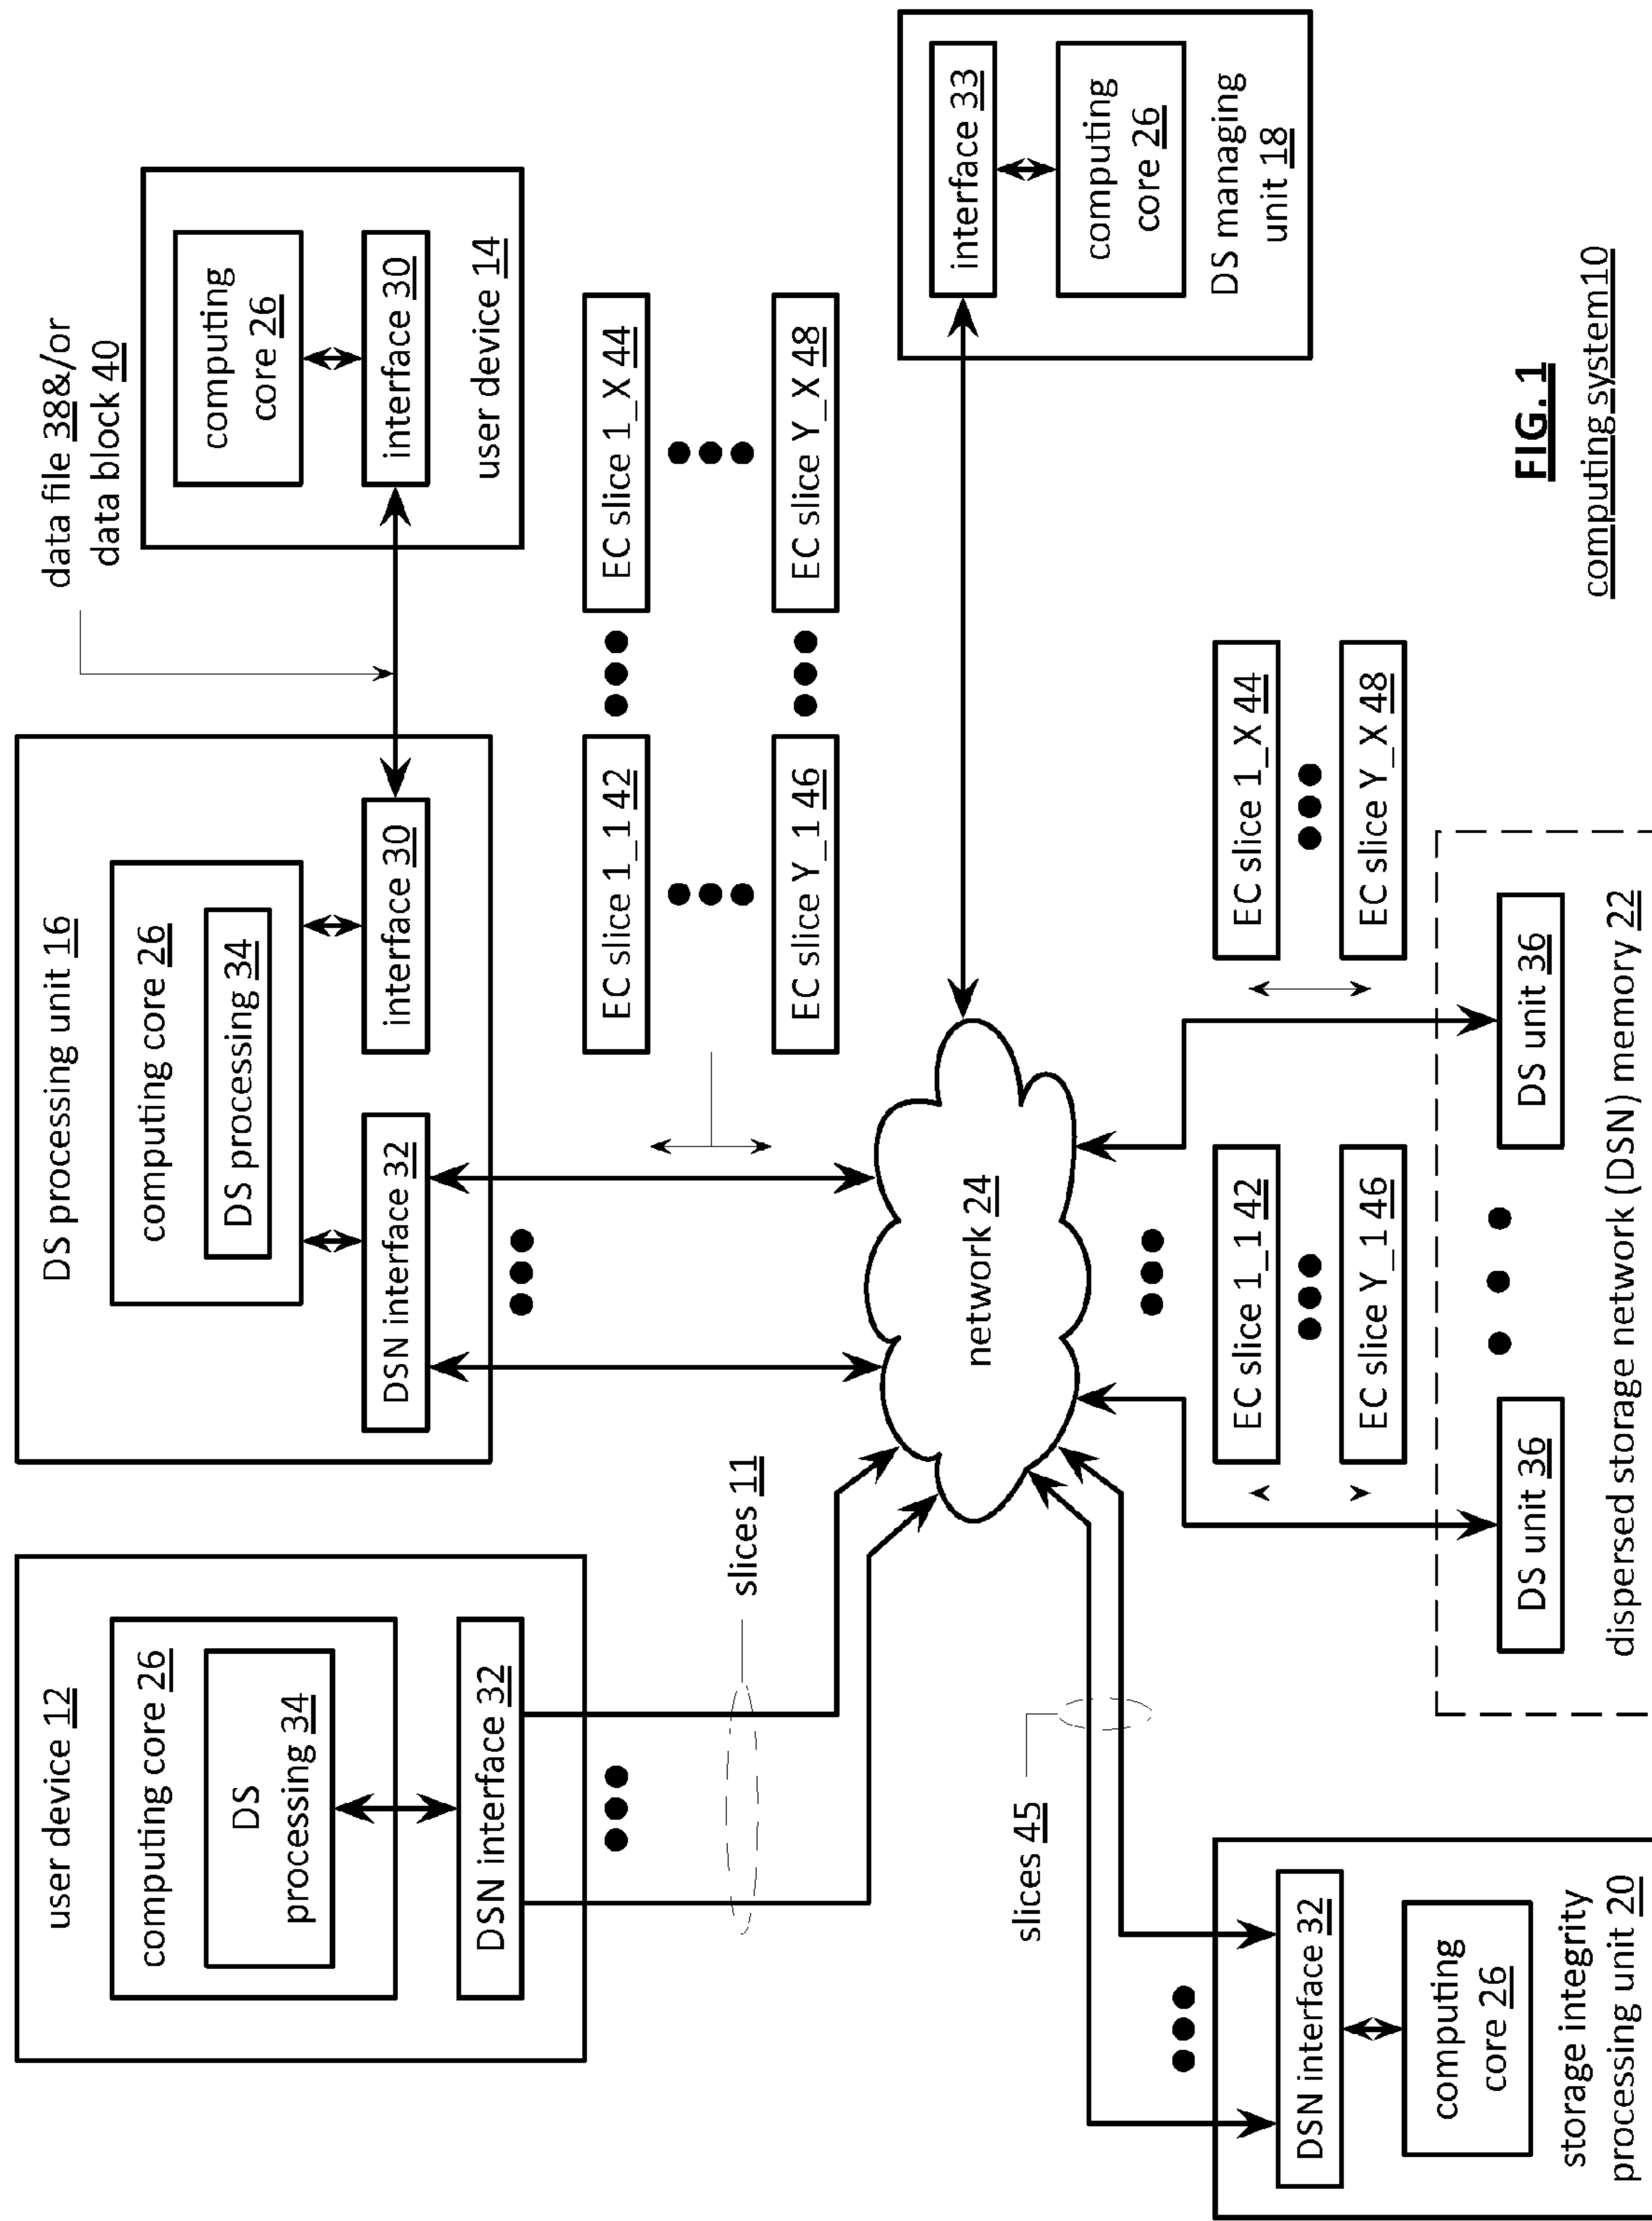 user device 12
computing core 26
DS
processing 34
DSN interface 32
slices 11
DS processing unit 16
computing core 26
DS processing 34
DSN interface 32
interface 30
data file 38&/or
data block 40
computing
core 26
interface 30
user device 14
EC slice 1_1 42
EC slice 1_X 44
EC slice Y_1 46
EC slice Y_X 48
network 24
interface 33
computing
core 26
DS managing
unit 18
slices 45
DSN interface 32
computing
core 26
storage integrity
processing unit 20
EC slice 1_1 42
EC slice Y_1 46
EC slice 1_X 44
EC slice Y_X 48
DS unit 36
DS unit 36
dispersed storage network (DSN) memory 22
FIG. 1
computing system10